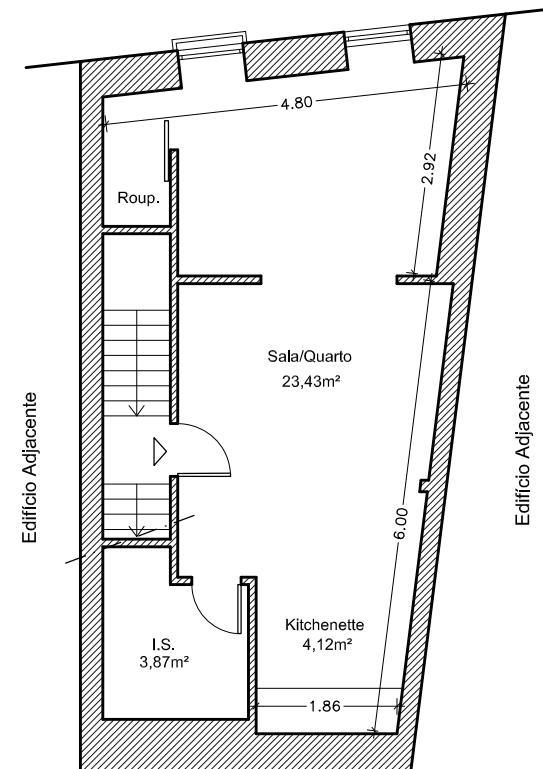 4.80
2.92
Roup.
Sala/Quarto
23,43m²
Edifício Adjacente
Edifício Adjacente
6.00
I.S.
3,87m²
Kitchenette
4,12m²
1.86